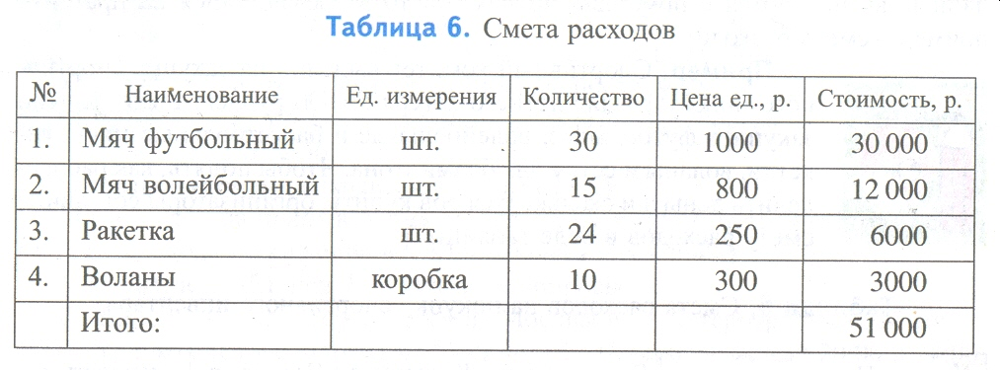 Таблица 6. Смета расходов
№ Наименование Ед. измерения Количество Цена ед., р. Стоимость, р.
1. Мяч футбольный шт. 30 1000 30 000
2. Мяч волейбольный шт. 15 800 12 000
3. Ракетка шт. 24 250 6000
4. Воланы коробка 10 300 3000
Итого: 51 000